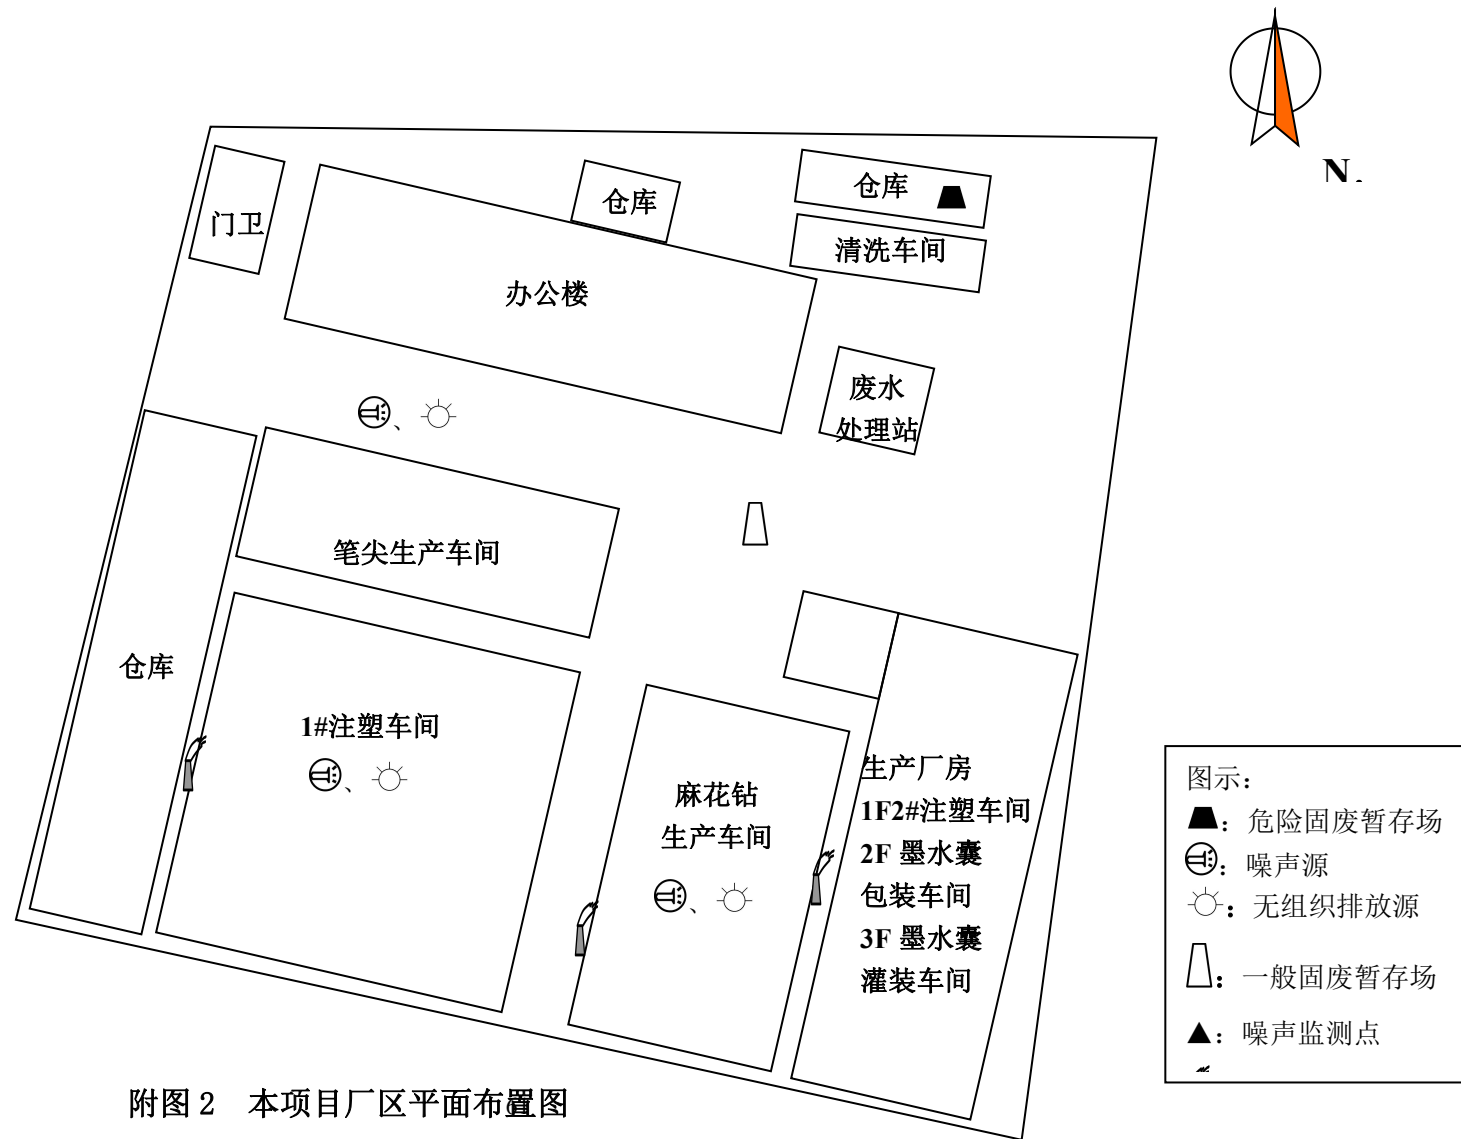 N.
仓库
仓库
门卫
清洗车间
办公楼
废水
处理站
、
笔尖生产车间
仓库
1#注塑车间
、
麻花钻
生产车间
、
生产厂房
1F2#注塑车间
2F 墨水囊
包装车间
3F 墨水囊
灌装车间
图示：
：危险固废暂存场
：噪声源
：无组织排放源
：一般固废暂存场
：噪声监测点
附图 2 本项目厂区平面布置图